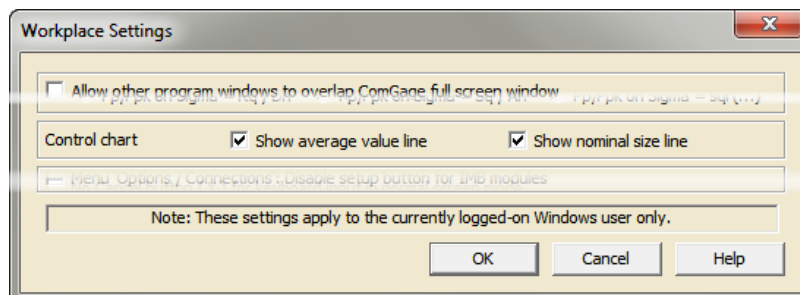 Workplace Settings
Allow other program windows to overlap ComGage full screen window
Control chart Show average value line Show nominal size line
Menu 'Options / Connections': Disable setup button for IMB modules
Note: These settings apply to the currently logged-on Windows user only.
OK Cancel Help